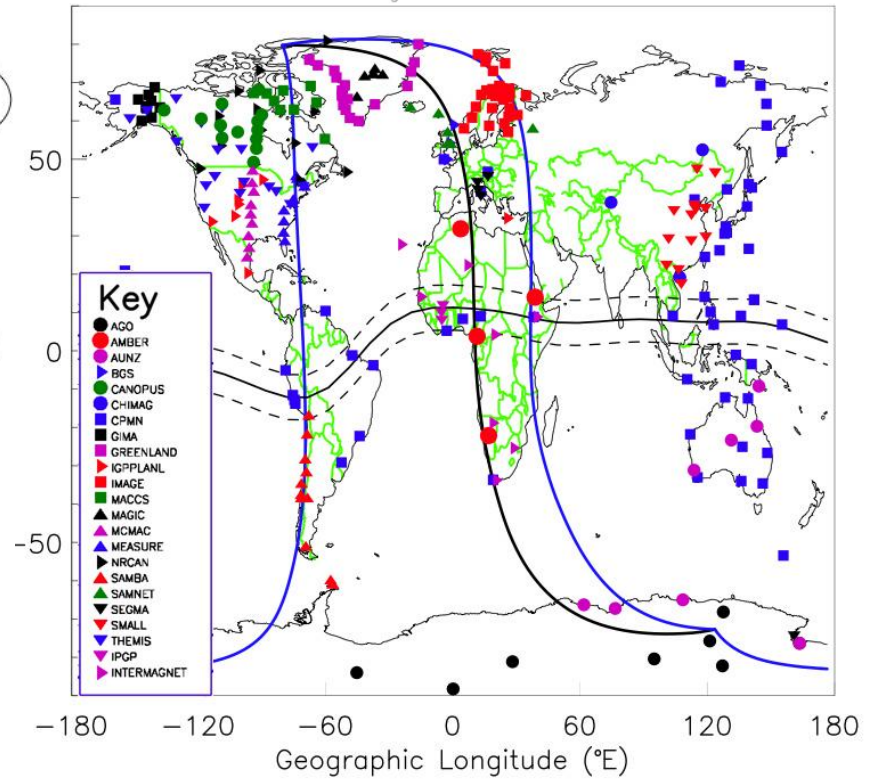 50
0
−50
Key
AGO
AMBER
AUNZ
BGS
CANOPUS
CHIMAG
CPMN
GIMA
GREENLAND
IGPPLANL
IMAGE
MACCS
MAGIC
MCMAC
MEASURE
NRCAN
SAMBA
SAMNET
SEGMA
SMALL
THEMIS
IPGP
INTERMAGNET
−180 −120 −60 0 60 120 180
Geographic Longitude (°E)